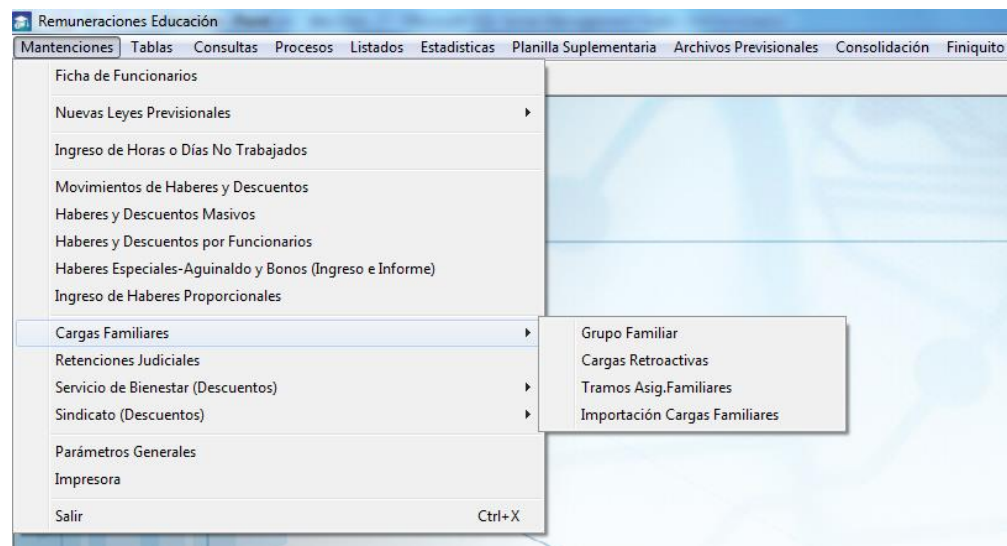 Remuneraciones Educación
Mantenciones Tablas Consultas Procesos Listados Estadisticas Planilla Suplementaria Archivos Previsionales Consolidación Finiquito
Ficha de Funcionarios
Nuevas Leyes Previsionales
Ingreso de Horas o Días No Trabajados
Movimientos de Haberes y Descuentos
Haberes y Descuentos Masivos
Haberes y Descuentos por Funcionarios
Haberes Especiales-Aguinaldo y Bonos (Ingreso e Informe)
Ingreso de Haberes Proporcionales
Cargas Familiares
Retenciones Judiciales
Servicio de Bienestar (Descuentos)
Sindicato (Descuentos)
Parámetros Generales
Impresora
Salir Ctrl+X
Grupo Familiar
Cargas Retroactivas
Tramos Asig.Familiares
Importación Cargas Familiares